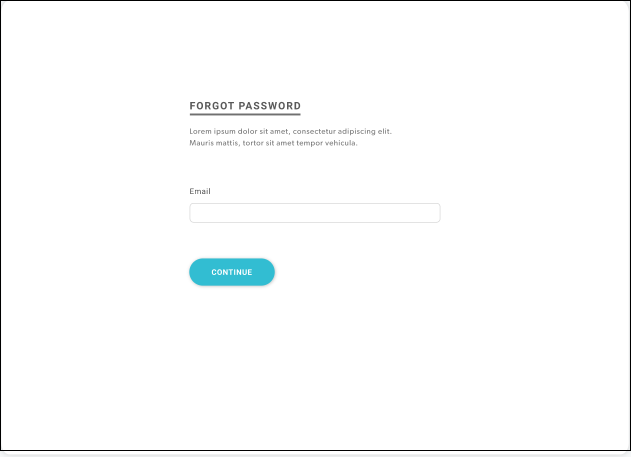 FORGOT PASSWORD
Lorem ipsum dolor sit amet, consectetur adipiscing elit.
Mauris mattis, tortor sit amet tempor vehicula.
Email
CONTINUE